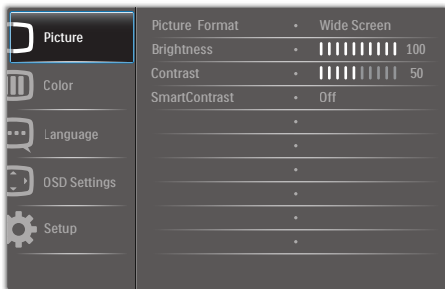 Picture
Color
Language
OSD Settings
Setup
Picture Format • Wide Screen
Brightness • 100
Contrast • 50
SmartContrast • Off
•
•
•
•
•
•